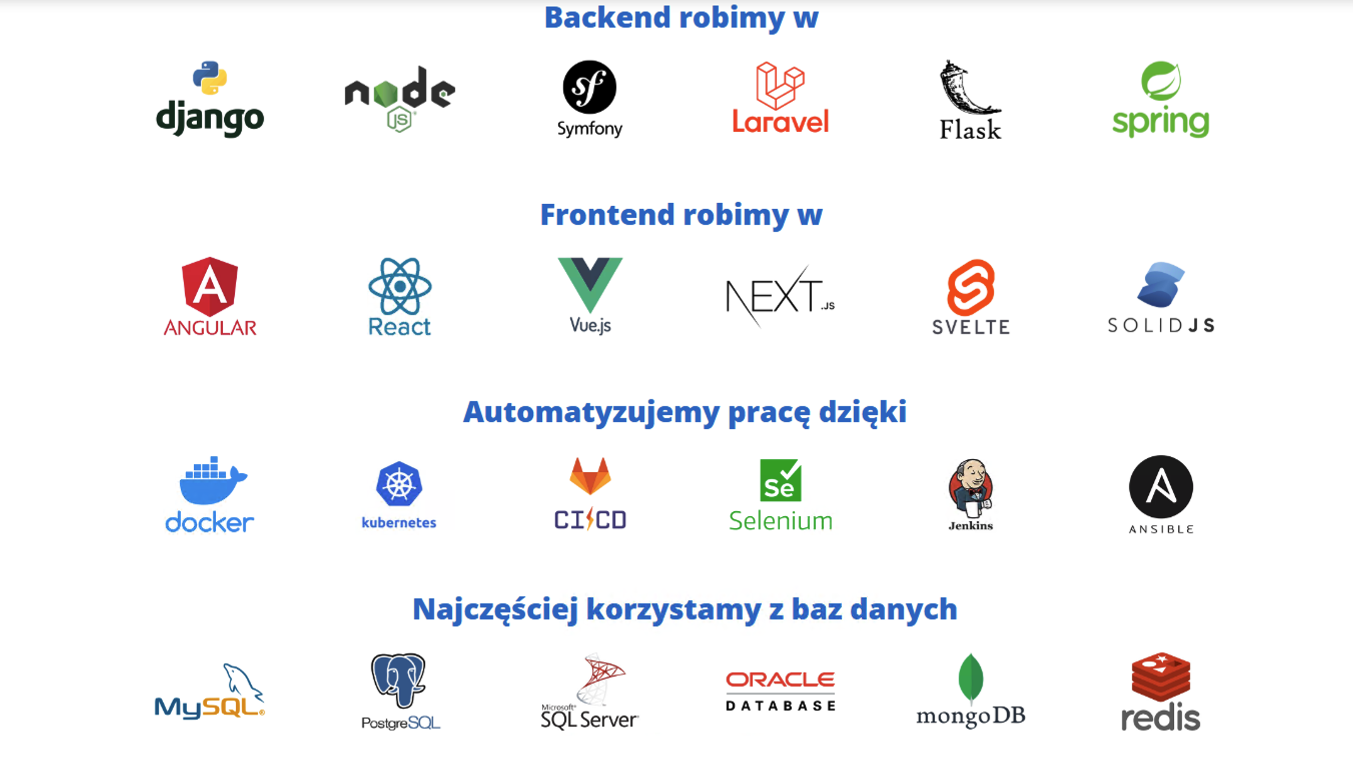 Backend robimy w
django
node
JS
sf
Symfony
Laravel
Flask
spring
Frontend robimy w
A
ANGULAR
React
Vue.js
NEXT.JS
SVELTE
SOLIDJS
Automatyzujemy pracę dzięki
docker
kubernetes
CI/CD
Se
Selenium
Jenkins
A
ANSIBLE
Najczęściej korzystamy z baz danych
MySQL®
PostgreSQL
Microsoft®
SQL Server®
ORACLE
DATABASE
mongoDB
redis